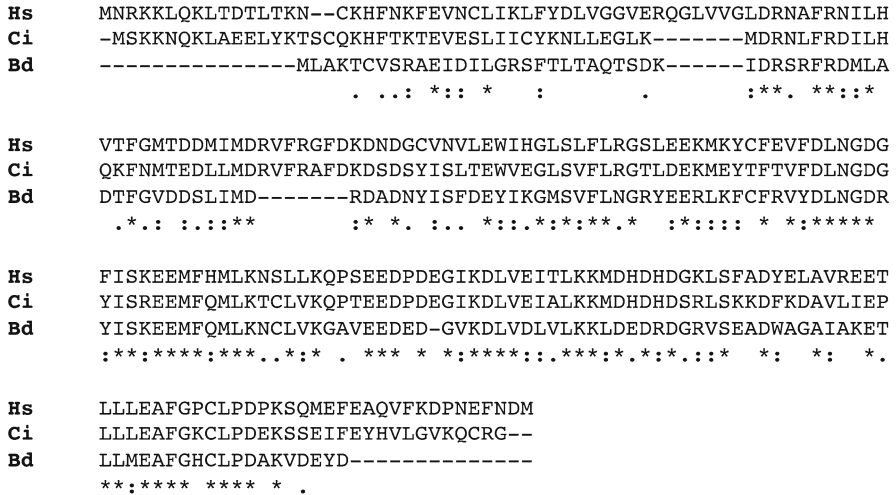 Hs MNRKKLQKLTDTLTKN--CKHFNKFEVNCLIKLFYDLVGGVERQGLVVGLDRNAFRNILH
Ci -MSKKNQKLAEELYKTSCQKHFTKTEVESLIICYKNLLEGLK-------MDRNLFRDILH
Bd ----------------MLAKTCVSRAEIDILGRSFTLTAQTSDK------IDRSRFRDMLA
. ..: *:: *  :       .       :**. **::*
Hs VTFGMTDDMIMDRVFRGFDKDNDGCVNVLEWIHGLSLFLRGSLEEKMKYCFEVFDLNGDG
Ci QKFNMTEDLLMDRVFRAFDKDSDSYISLTEWVEGLSVFLRGTLDEKMEYTFTVFDLNGDG
Bd DTFGVDDSLIMD-------RDADNYISFDEYIKGMSVFLNGRYEERLKFCFRVYDLNGDR
.*.: :.::**       :* *. :.. *::.*:*:**.*  :*:::: * *:*****
Hs FISKEEMFHMLKNSLLKQPSEEDPDEGIKDLVEITLKKMDHDHDGKLSFADYELAVREET
Ci YISREEMFQMLKTCLVKQPTEEDPDEGIKDLVEIALKKMDHDHDSRLSKKDFKDAVLIEP
Bd YISKEEMFQMLKNCLVKGAVEEDED-GVKDLVDLVLKKLDEDRDGRVSEADWAGAIAKET
:**:****:***..*:* . *** * *:****::.***:*.*:*.::*  *:  *:  *.
Hs LLLEAFGPCLPDPKSQMEFEAQVFKDPNEFNDM
Ci LLLEAFGKCLPDEKSSEIFEYHVLGVKQCRG--
Bd LLMEAFGHCLPDAKVDEYD--------------
**:**** **** * .